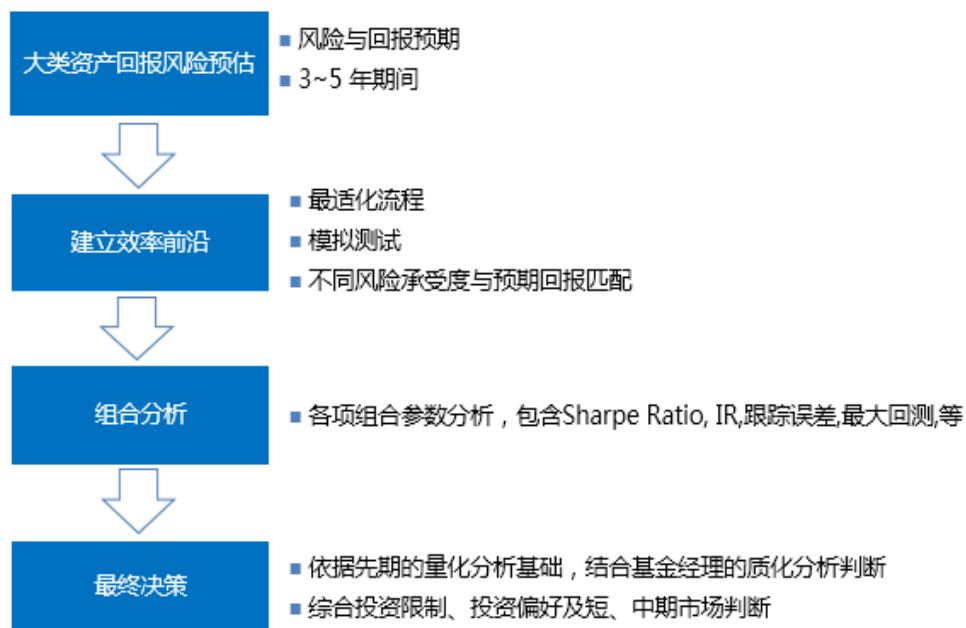 大类资产回报风险预估
■ 风险与回报预期
■ 3~5 年期间
建立效率前沿
■ 最适化流程
■ 模拟测试
■ 不同风险承受度与预期回报匹配
组合分析
■ 各项组合参数分析，包含Sharpe Ratio, IR,跟踪误差,最大回测,等
最终决策
■ 依据先期的量化分析基础，结合基金经理的质化分析判断
■ 综合投资限制、投资偏好及短、中期市场判断